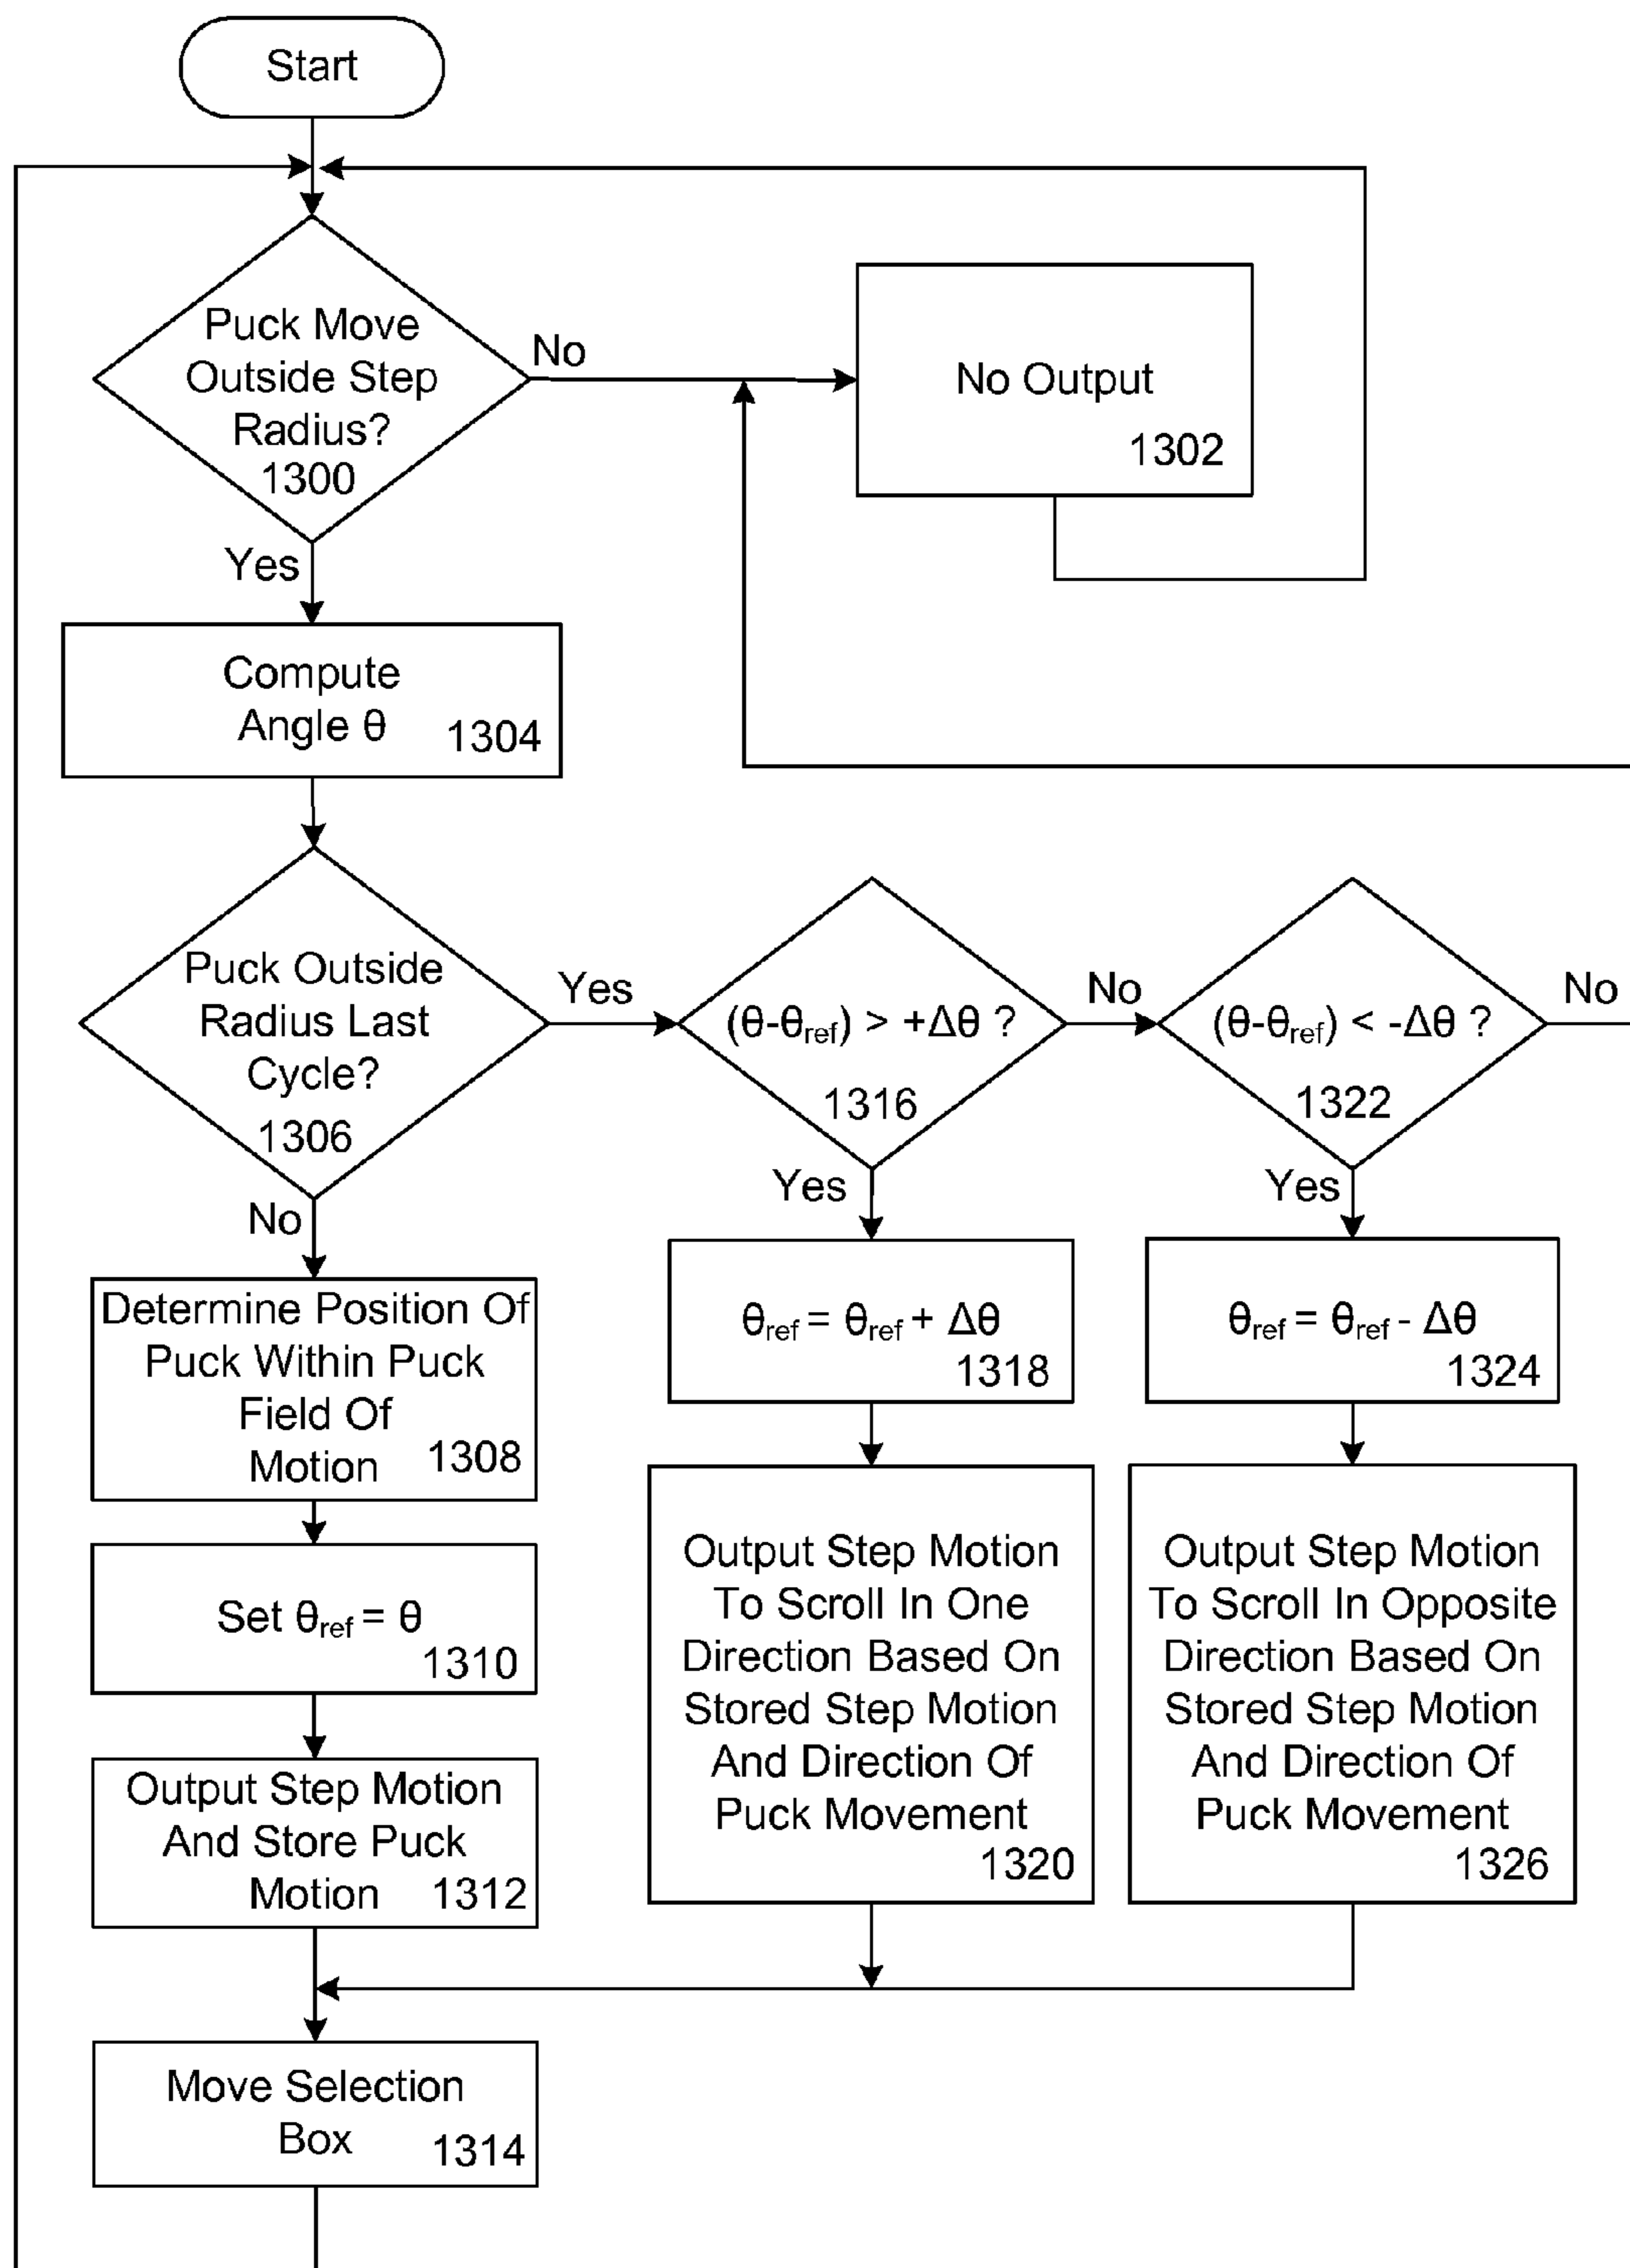 Start
Puck Move
Outside Step
Radius?
1300
No
No Output
1302
Yes
Compute
Angle θ
1304
Puck Outside
Radius Last
Cycle?
1306
Yes
(θ-θref) > +Δθ ?
1316
No
(θ-θref) < -Δθ ?
1322
No
No
Determine Position Of
Puck Within Puck
Field Of
Motion
1308
Set θref = θ
1310
Output Step Motion
And Store Puck
Motion
1312
Yes
θref = θref + Δθ
1318
Output Step Motion
To Scroll In One
Direction Based On
Stored Step Motion
And Direction Of
Puck Movement
1320
Yes
θref = θref - Δθ
1324
Output Step Motion
To Scroll In Opposite
Direction Based On
Stored Step Motion
And Direction Of
Puck Movement
1326
Move Selection
Box
1314